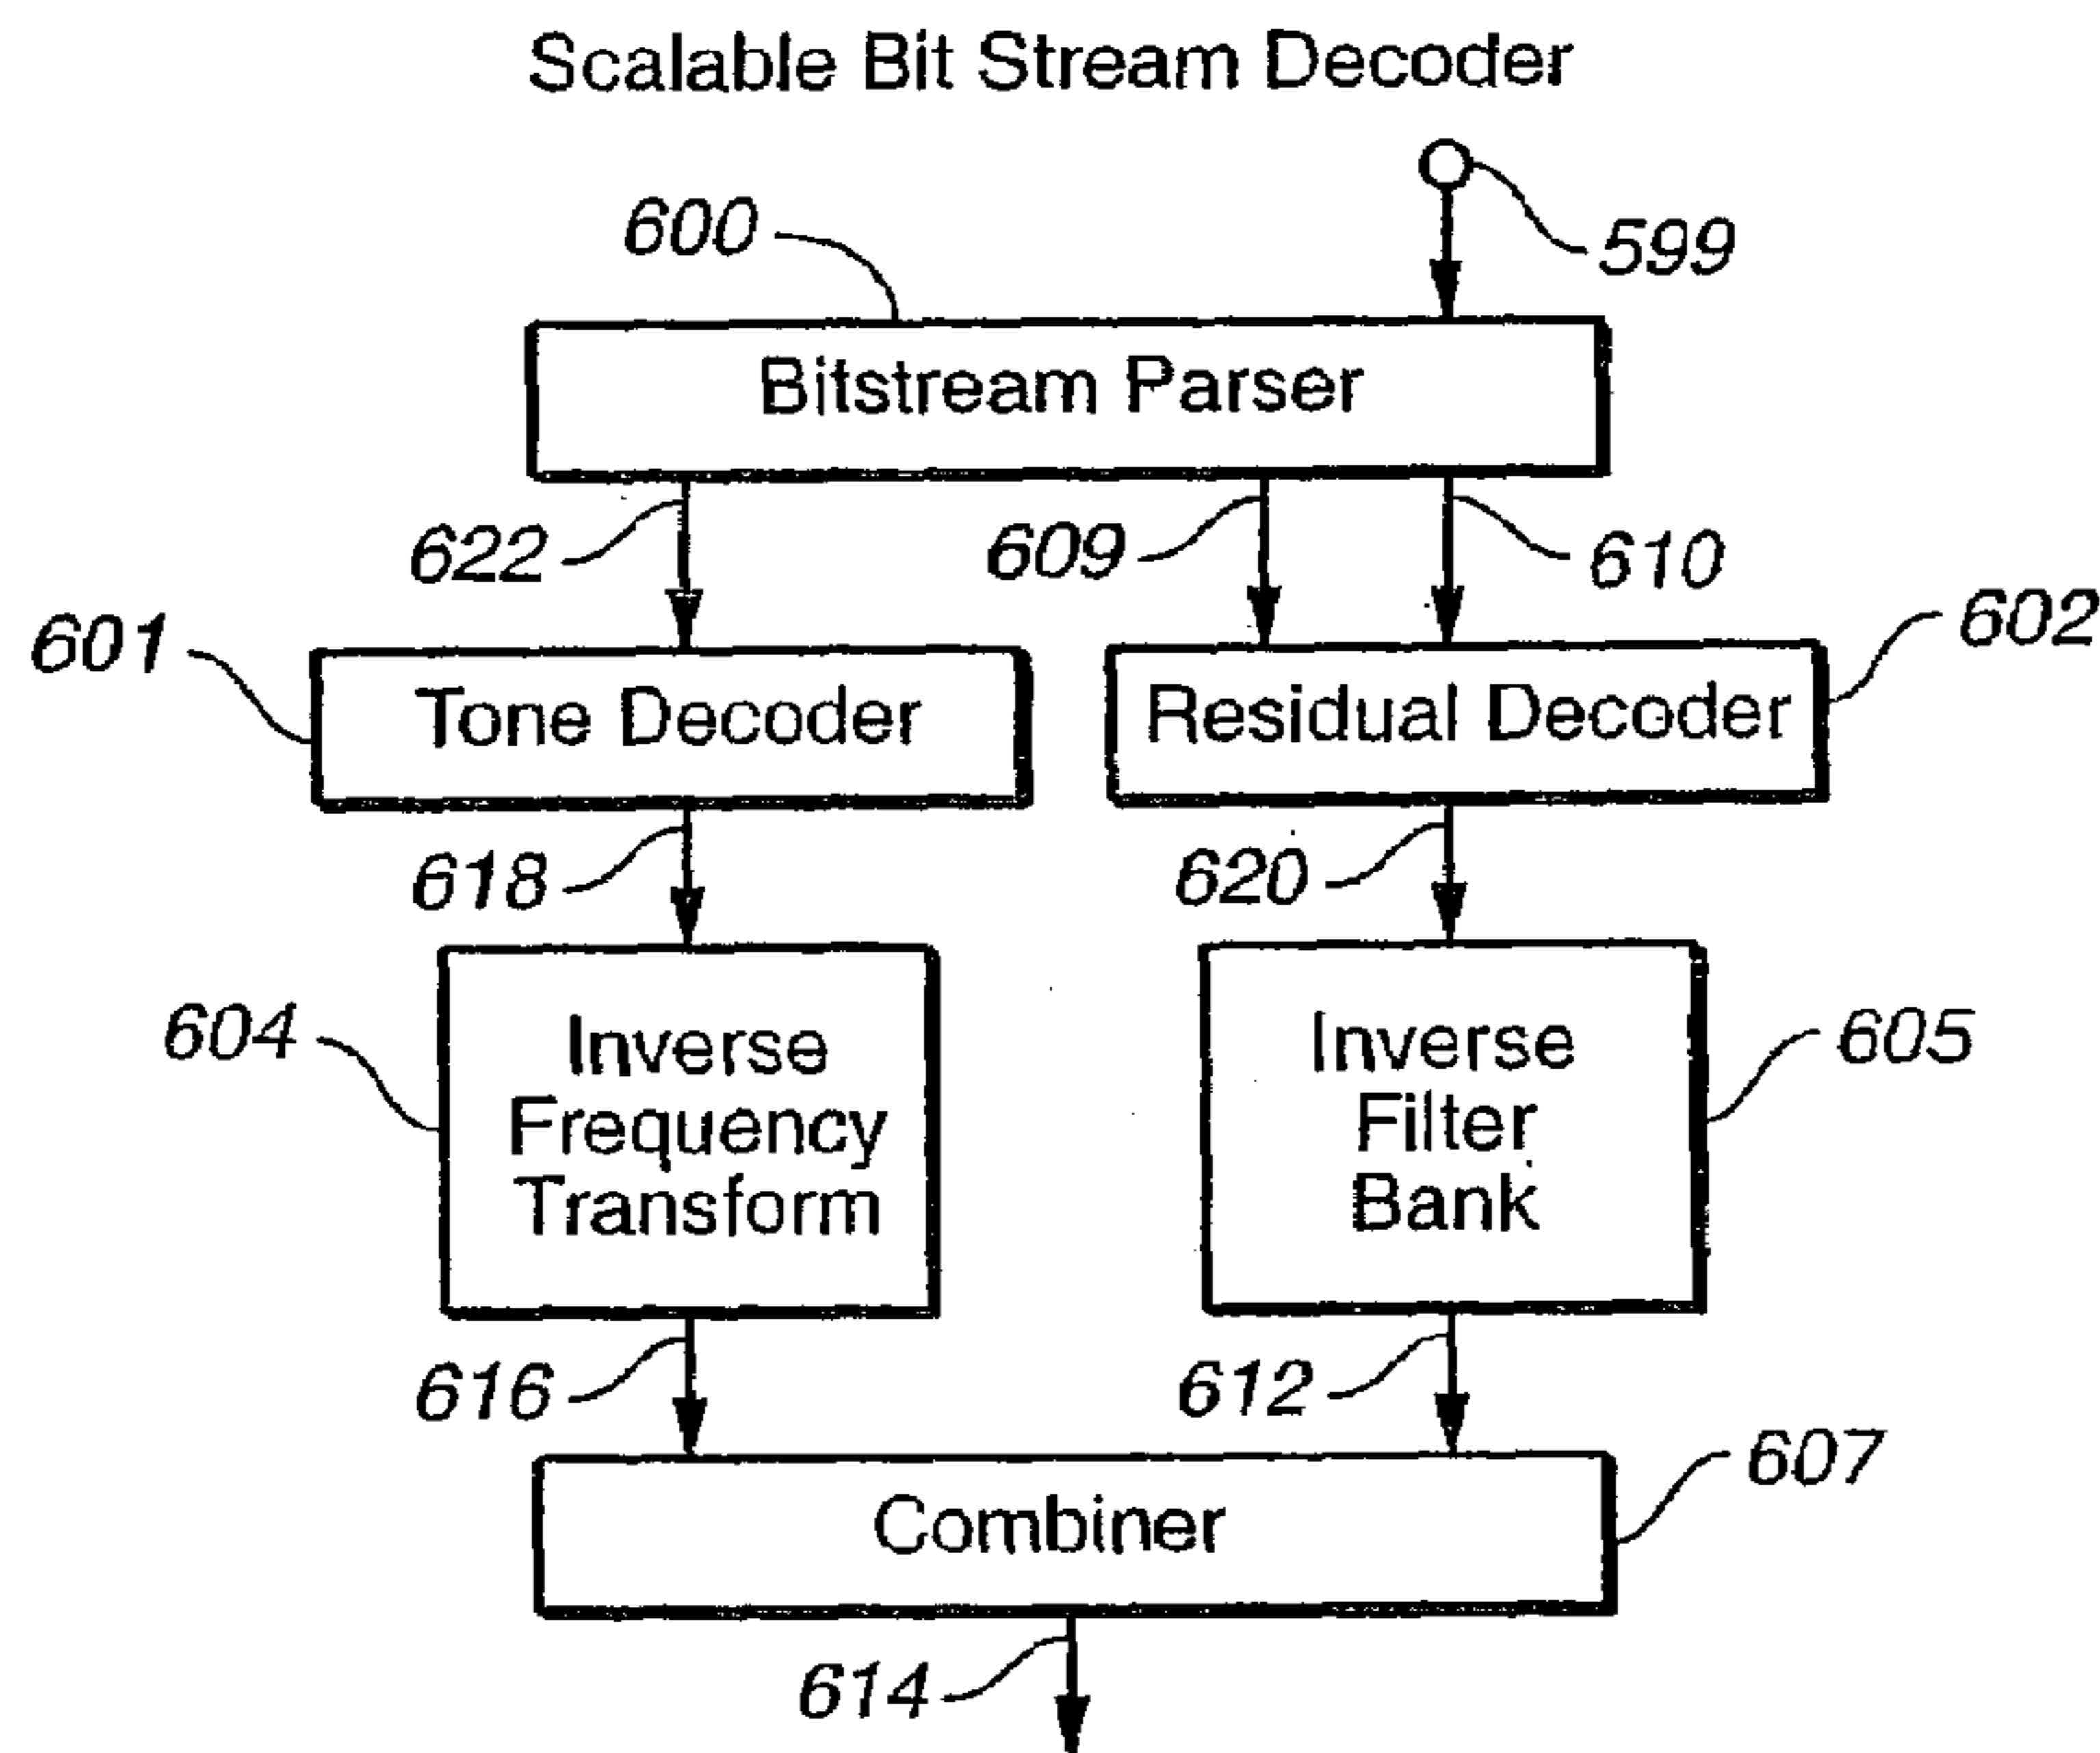 Scalable Bit Stream Decoder
600
599
Bitstream Parser
622
609
610
601
602
Tone Decoder
Residual Decoder
618
620
604
Inverse
Frequency
Transform
Inverse
Filter
Bank
605
616
612
607
Combiner
614